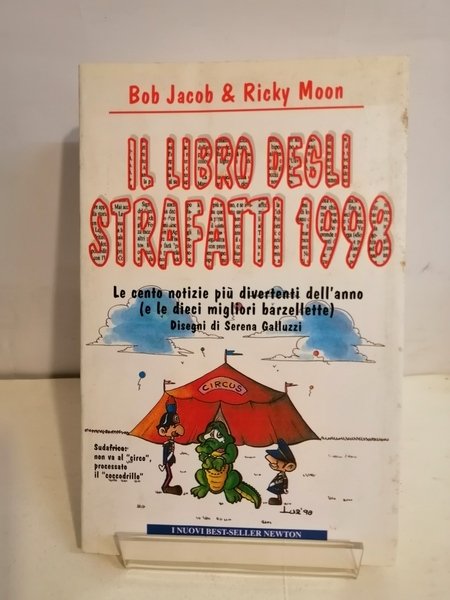 Bob Jacob & Ricky Moon
IL LIBRO DEGLI
STRAFATTI 1998
Le cento notizie più divertenti dell'anno
(e le dieci migliori barzellette)
Disegni di Serena Galluzzi
CIRCUS
Sudafrica:
non va al "circo",
processato
il "coccodrillo"
I NUOVI BEST-SELLER NEWTON